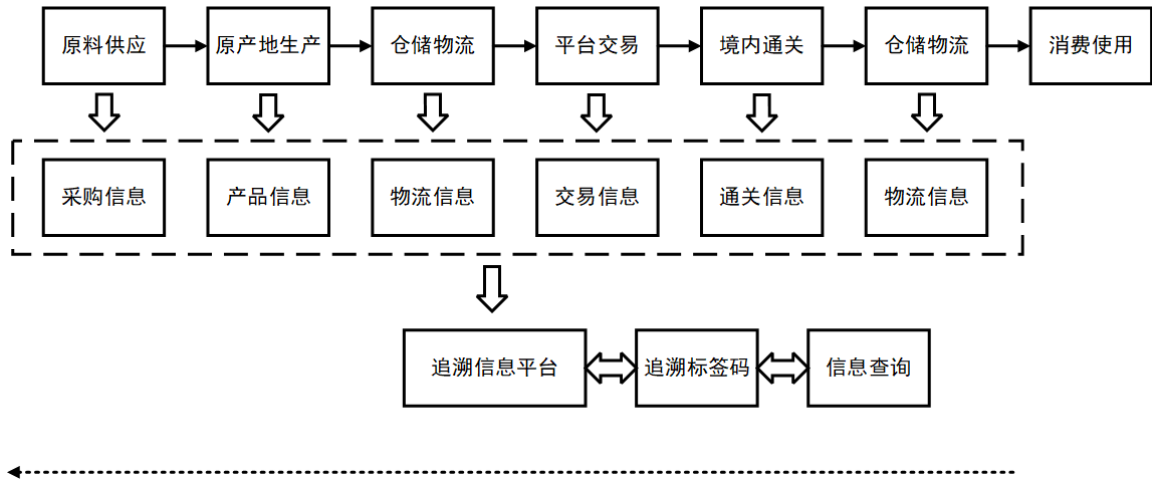 原料供应
原产地生产
仓储物流
平台交易
境内通关
仓储物流
消费使用
采购信息
产品信息
物流信息
交易信息
通关信息
物流信息
追溯信息平台
追溯标签码
信息查询